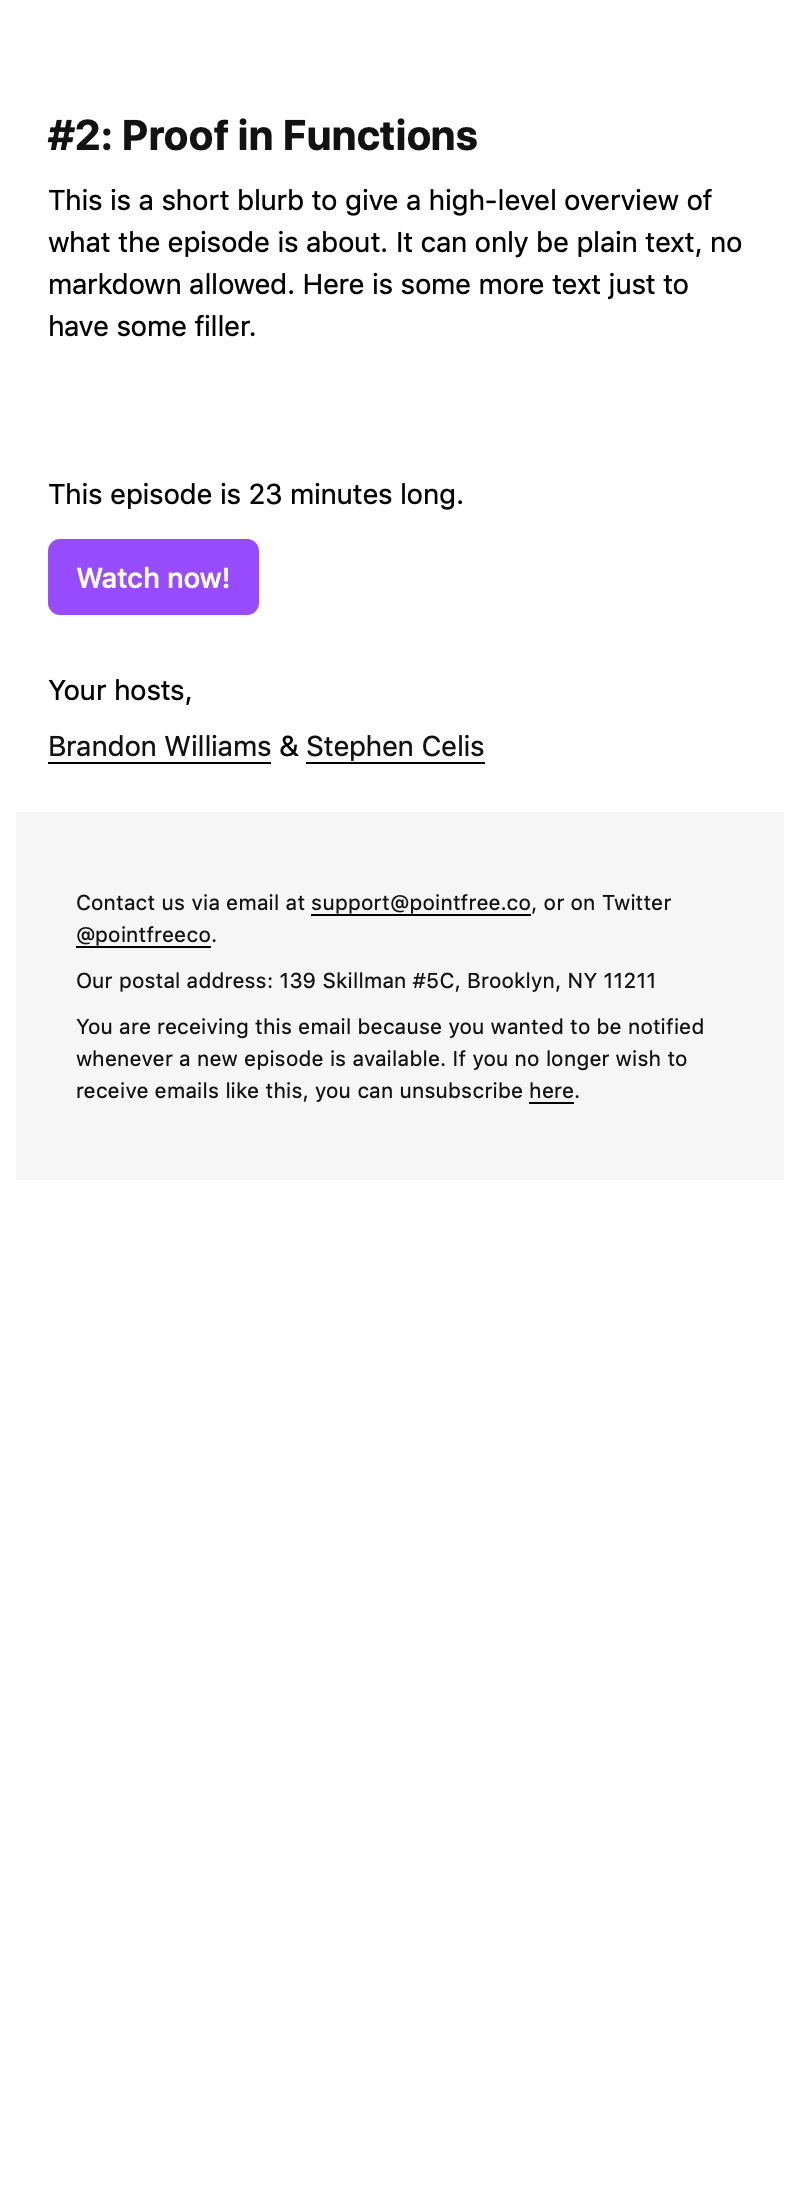 #2: Proof in Functions
This is a short blurb to give a high-level overview of
what the episode is about. It can only be plain text, no
markdown allowed. Here is some more text just to
have some filler.
This episode is 23 minutes long.
Watch now!
Your hosts,
Brandon Williams & Stephen Celis
Contact us via email at support@pointfree.co, or on Twitter
@pointfreeco.
Our postal address: 139 Skillman #5C, Brooklyn, NY 11211
You are receiving this email because you wanted to be notified
whenever a new episode is available. If you no longer wish to
receive emails like this, you can unsubscribe here.